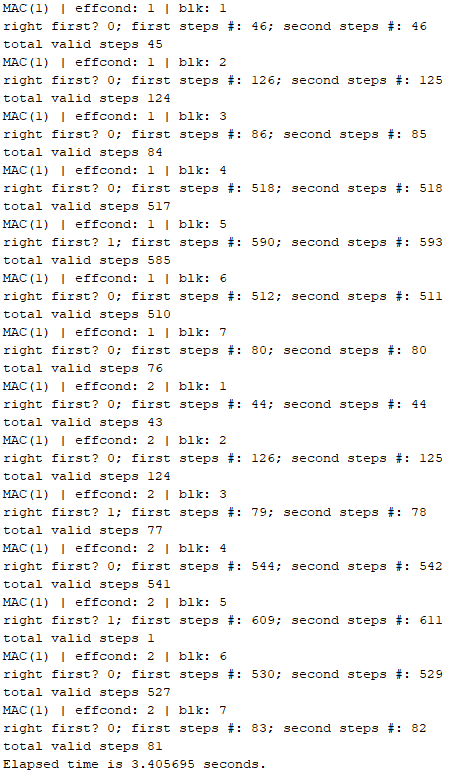 MAC(1) | effcond: 1 | blk: 1
right first? 0; first steps #: 46; second steps #: 46
total valid steps 45
MAC(1) | effcond: 1 | blk: 2
right first? 0; first steps #: 126; second steps #: 125
total valid steps 124
MAC(1) | effcond: 1 | blk: 3
right first? 0; first steps #: 86; second steps #: 85
total valid steps 84
MAC(1) | effcond: 1 | blk: 4
right first? 0; first steps #: 518; second steps #: 518
total valid steps 517
MAC(1) | effcond: 1 | blk: 5
right first? 1; first steps #: 590; second steps #: 593
total valid steps 585
MAC(1) | effcond: 1 | blk: 6
right first? 0; first steps #: 512; second steps #: 511
total valid steps 510
MAC(1) | effcond: 1 | blk: 7
right first? 0; first steps #: 80; second steps #: 80
total valid steps 76
MAC(1) | effcond: 2 | blk: 1
right first? 0; first steps #: 44; second steps #: 44
total valid steps 43
MAC(1) | effcond: 2 | blk: 2
right first? 0; first steps #: 126; second steps #: 125
total valid steps 124
MAC(1) | effcond: 2 | blk: 3
right first? 1; first steps #: 79; second steps #: 78
total valid steps 77
MAC(1) | effcond: 2 | blk: 4
right first? 0; first steps #: 544; second steps #: 542
total valid steps 541
MAC(1) | effcond: 2 | blk: 5
right first? 1; first steps #: 609; second steps #: 611
total valid steps 1
MAC(1) | effcond: 2 | blk: 6
right first? 0; first steps #: 530; second steps #: 529
total valid steps 527
MAC(1) | effcond: 2 | blk: 7
right first? 0; first steps #: 83; second steps #: 82
total valid steps 81
Elapsed time is 3.405695 seconds.